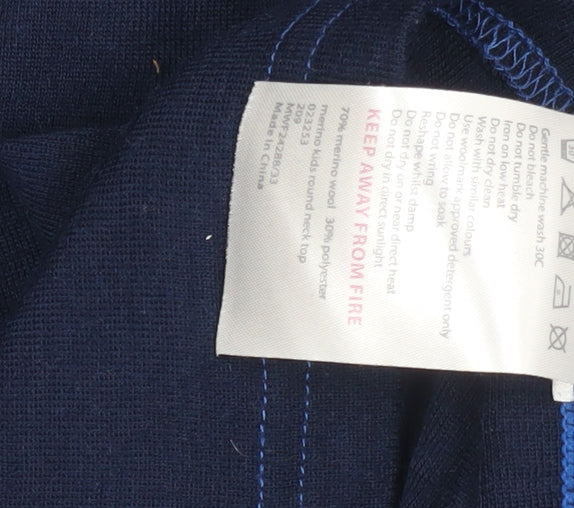 Gentle machine wash 30C
Do not bleach
Do not tumble dry
Iron on low heat
Do not dry clean
Wash with similar colours
Use woolmark approved detergent only
Do not allow to soak
Do not wring
Reshape whilst damp
Do not dry on or near direct heat
Do not dry in direct sunlight
KEEP AWAY FROM FIRE
70% merino wool 30% polyester
merino kids round neck top
023253
209
Made in China